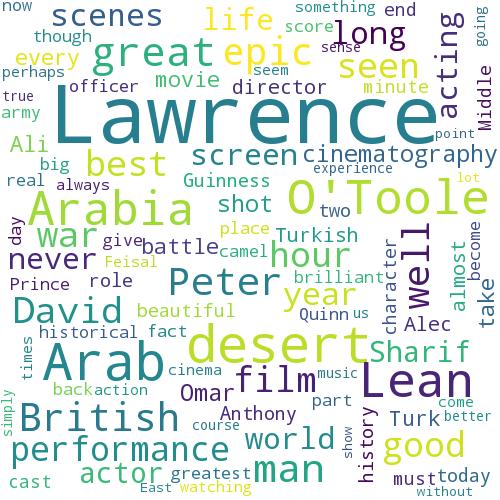 now
something
end
scenes
life
long
acting
going
though
score
every
great
epic
sense
seen
perhaps
movie
seem
minute
Middle
true
officer
director
army
Lawrence
point
Ali
best
screen
cinematography
big
experience
real
always
Guinness
lot
Arabia
shot
two
O'Toole
day
war
give
battle
place
Turkish
hour
camel
well
almost
become
never
Feisal
brilliant
character
Prince
role
Peter
year
take
David
beautiful
Quinn
us
Alec
historical
fact
desert
times
Arab
cinema
Sharif
back
action
Omar
film
music
Lean
simply
British
Anthony
part
come
course
world
show
history
Turk
better
performance
good
cast
actor
greatest
man
must
today
East
watching
without